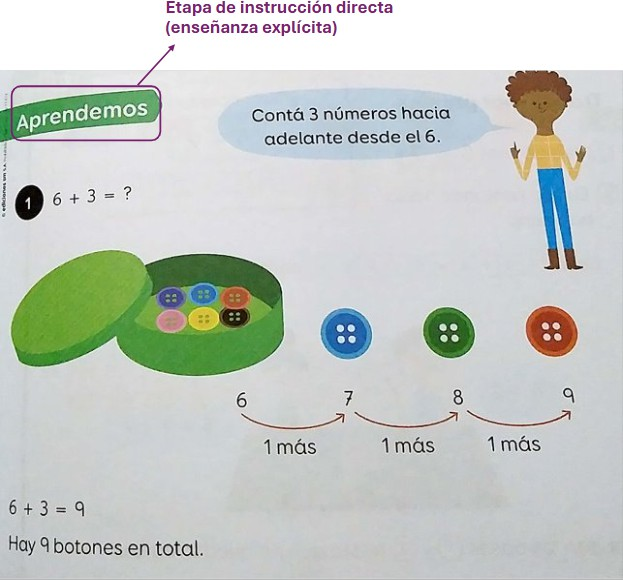 Etapa de instrucción directa
(enseñanza explícita)
Aprendemos
Contá 3 números hacia
adelante desde el 6.
1 6 + 3 = ?
6 7 8 9
1 más 1 más 1 más
6 + 3 = 9
Hay 9 botones en total.